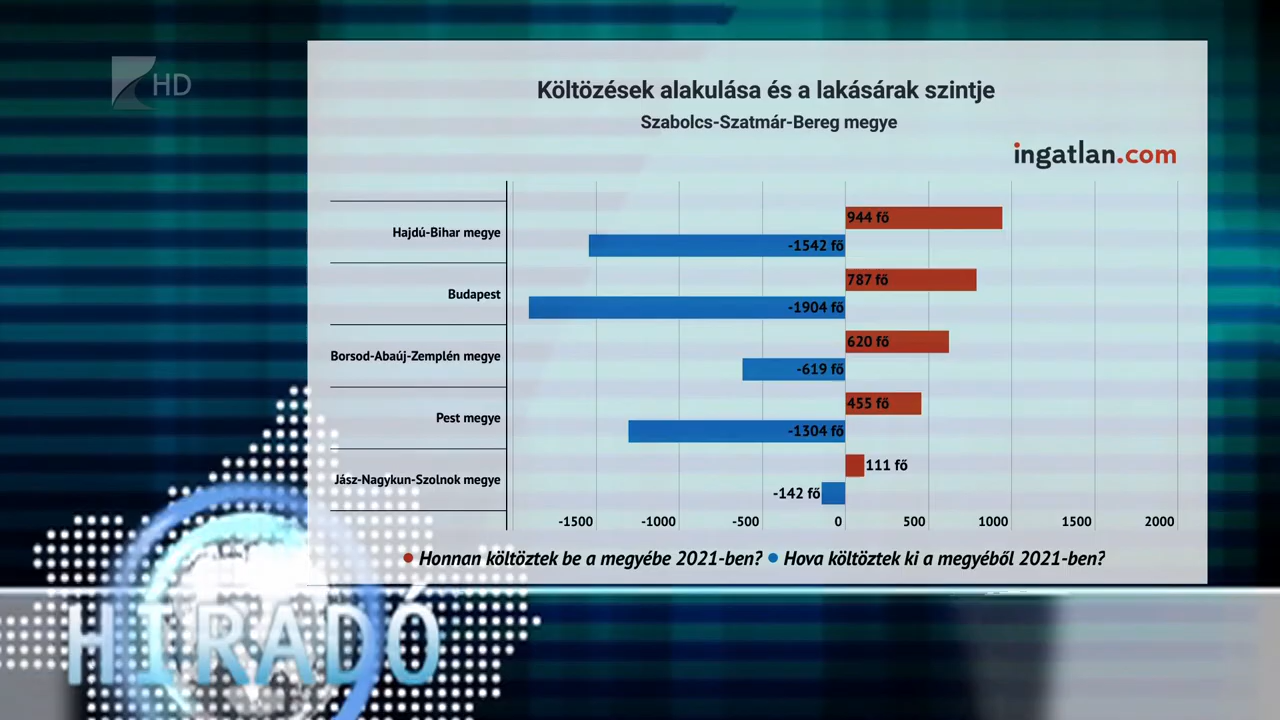 HD
Költözések alakulása és a lakásárak szintje
Szabolcs-Szatmár-Bereg megye
ingatlan.com
Hajdú-Bihar megye
944 fő
-1542 fő
Budapest
787 fő
-1904 fő
Borsod-Abaúj-Zemplén megye
620 fő
-619 fő
Pest megye
455 fő
-1304 fő
Jász-Nagykun-Szolnok megye
111 fő
-142 fő
-1500 -1000 -500 0 500 1000 1500 2000
Honnan költöztek be a megyébe 2021-ben? Hova költöztek ki a megyéből 2021-ben?
HIRADÓ